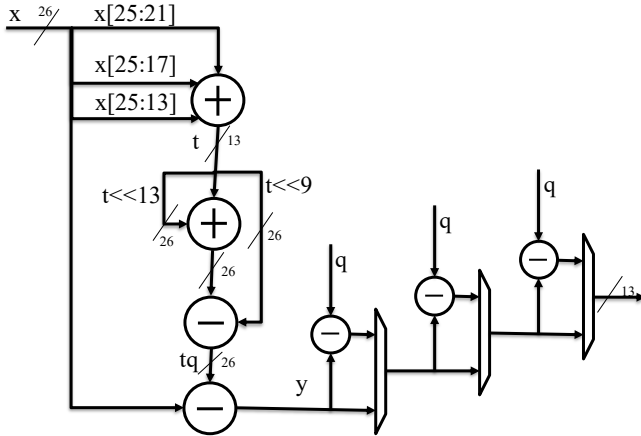 x 26 x[25:21]
x[25:17]
x[25:13]
+
t 13
t<<13 t<<9
+
26 26
26
q
q
q
−
−
−
−
13
tq 26
y
−